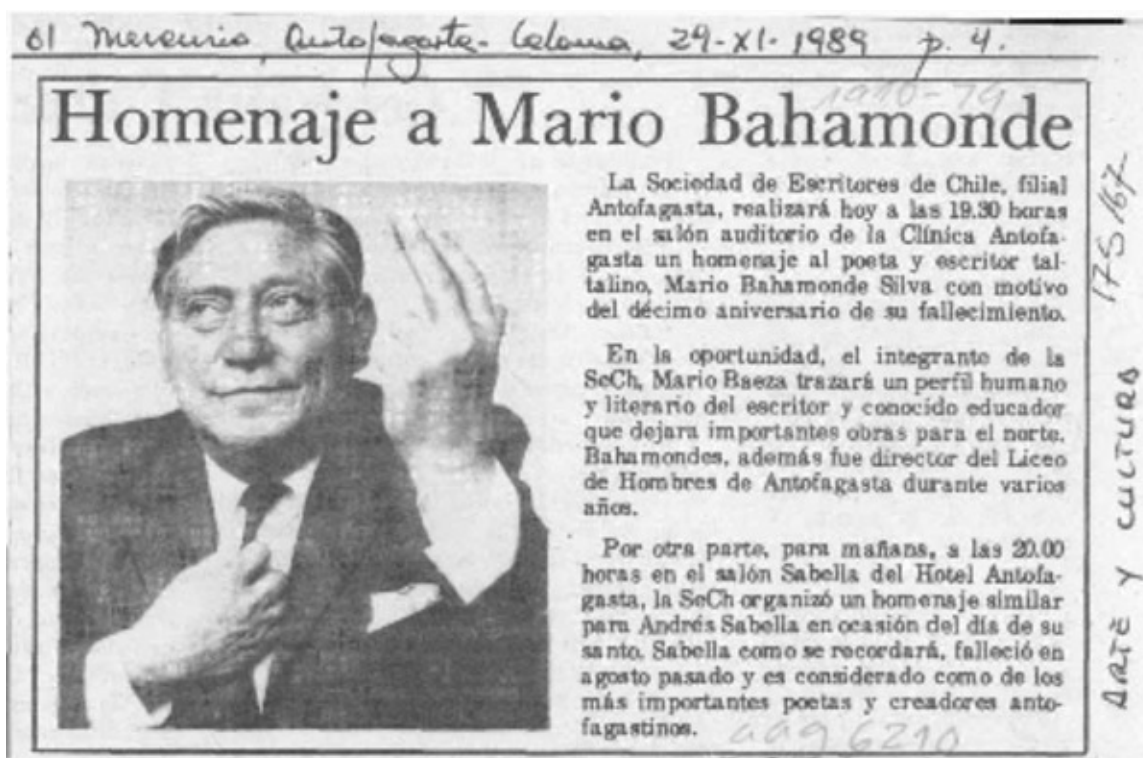 El Mercurio, Antofagasta-Calama, 29-XI-1989 p. 4.
1910-79
Homenaje a Mario Bahamonde
La Sociedad de Escritores de Chile, filial
Antofagasta, realizará hoy a las 19.30 horas
en el salón auditorio de la Clínica Antofa-
gasta un homenaje al poeta y escritor tal-
talino, Mario Bahamonde Silva con motivo
del décimo aniversario de su fallecimiento.
En la oportunidad, el integrante de la
SeCh, Mario Baeza trazará un perfil humano
y literario del escritor y conocido educador
que dejara importantes obras para el norte.
Bahamondes, además fue director del Liceo
de Hombres de Antofagasta durante varios
años.
Por otra parte, para mañana, a las 20.00
horas en el salón Sabella del Hotel Antofa-
gasta, la SeCh organizó un homenaje similar
para Andrés Sabella en ocasión del día de su
santo. Sabella como se recordará, falleció en
agosto pasado y es considerado como de los
más importantes poetas y creadores anto-
fagastinos.
aag 6210
ARTE Y CULTURA 175167-